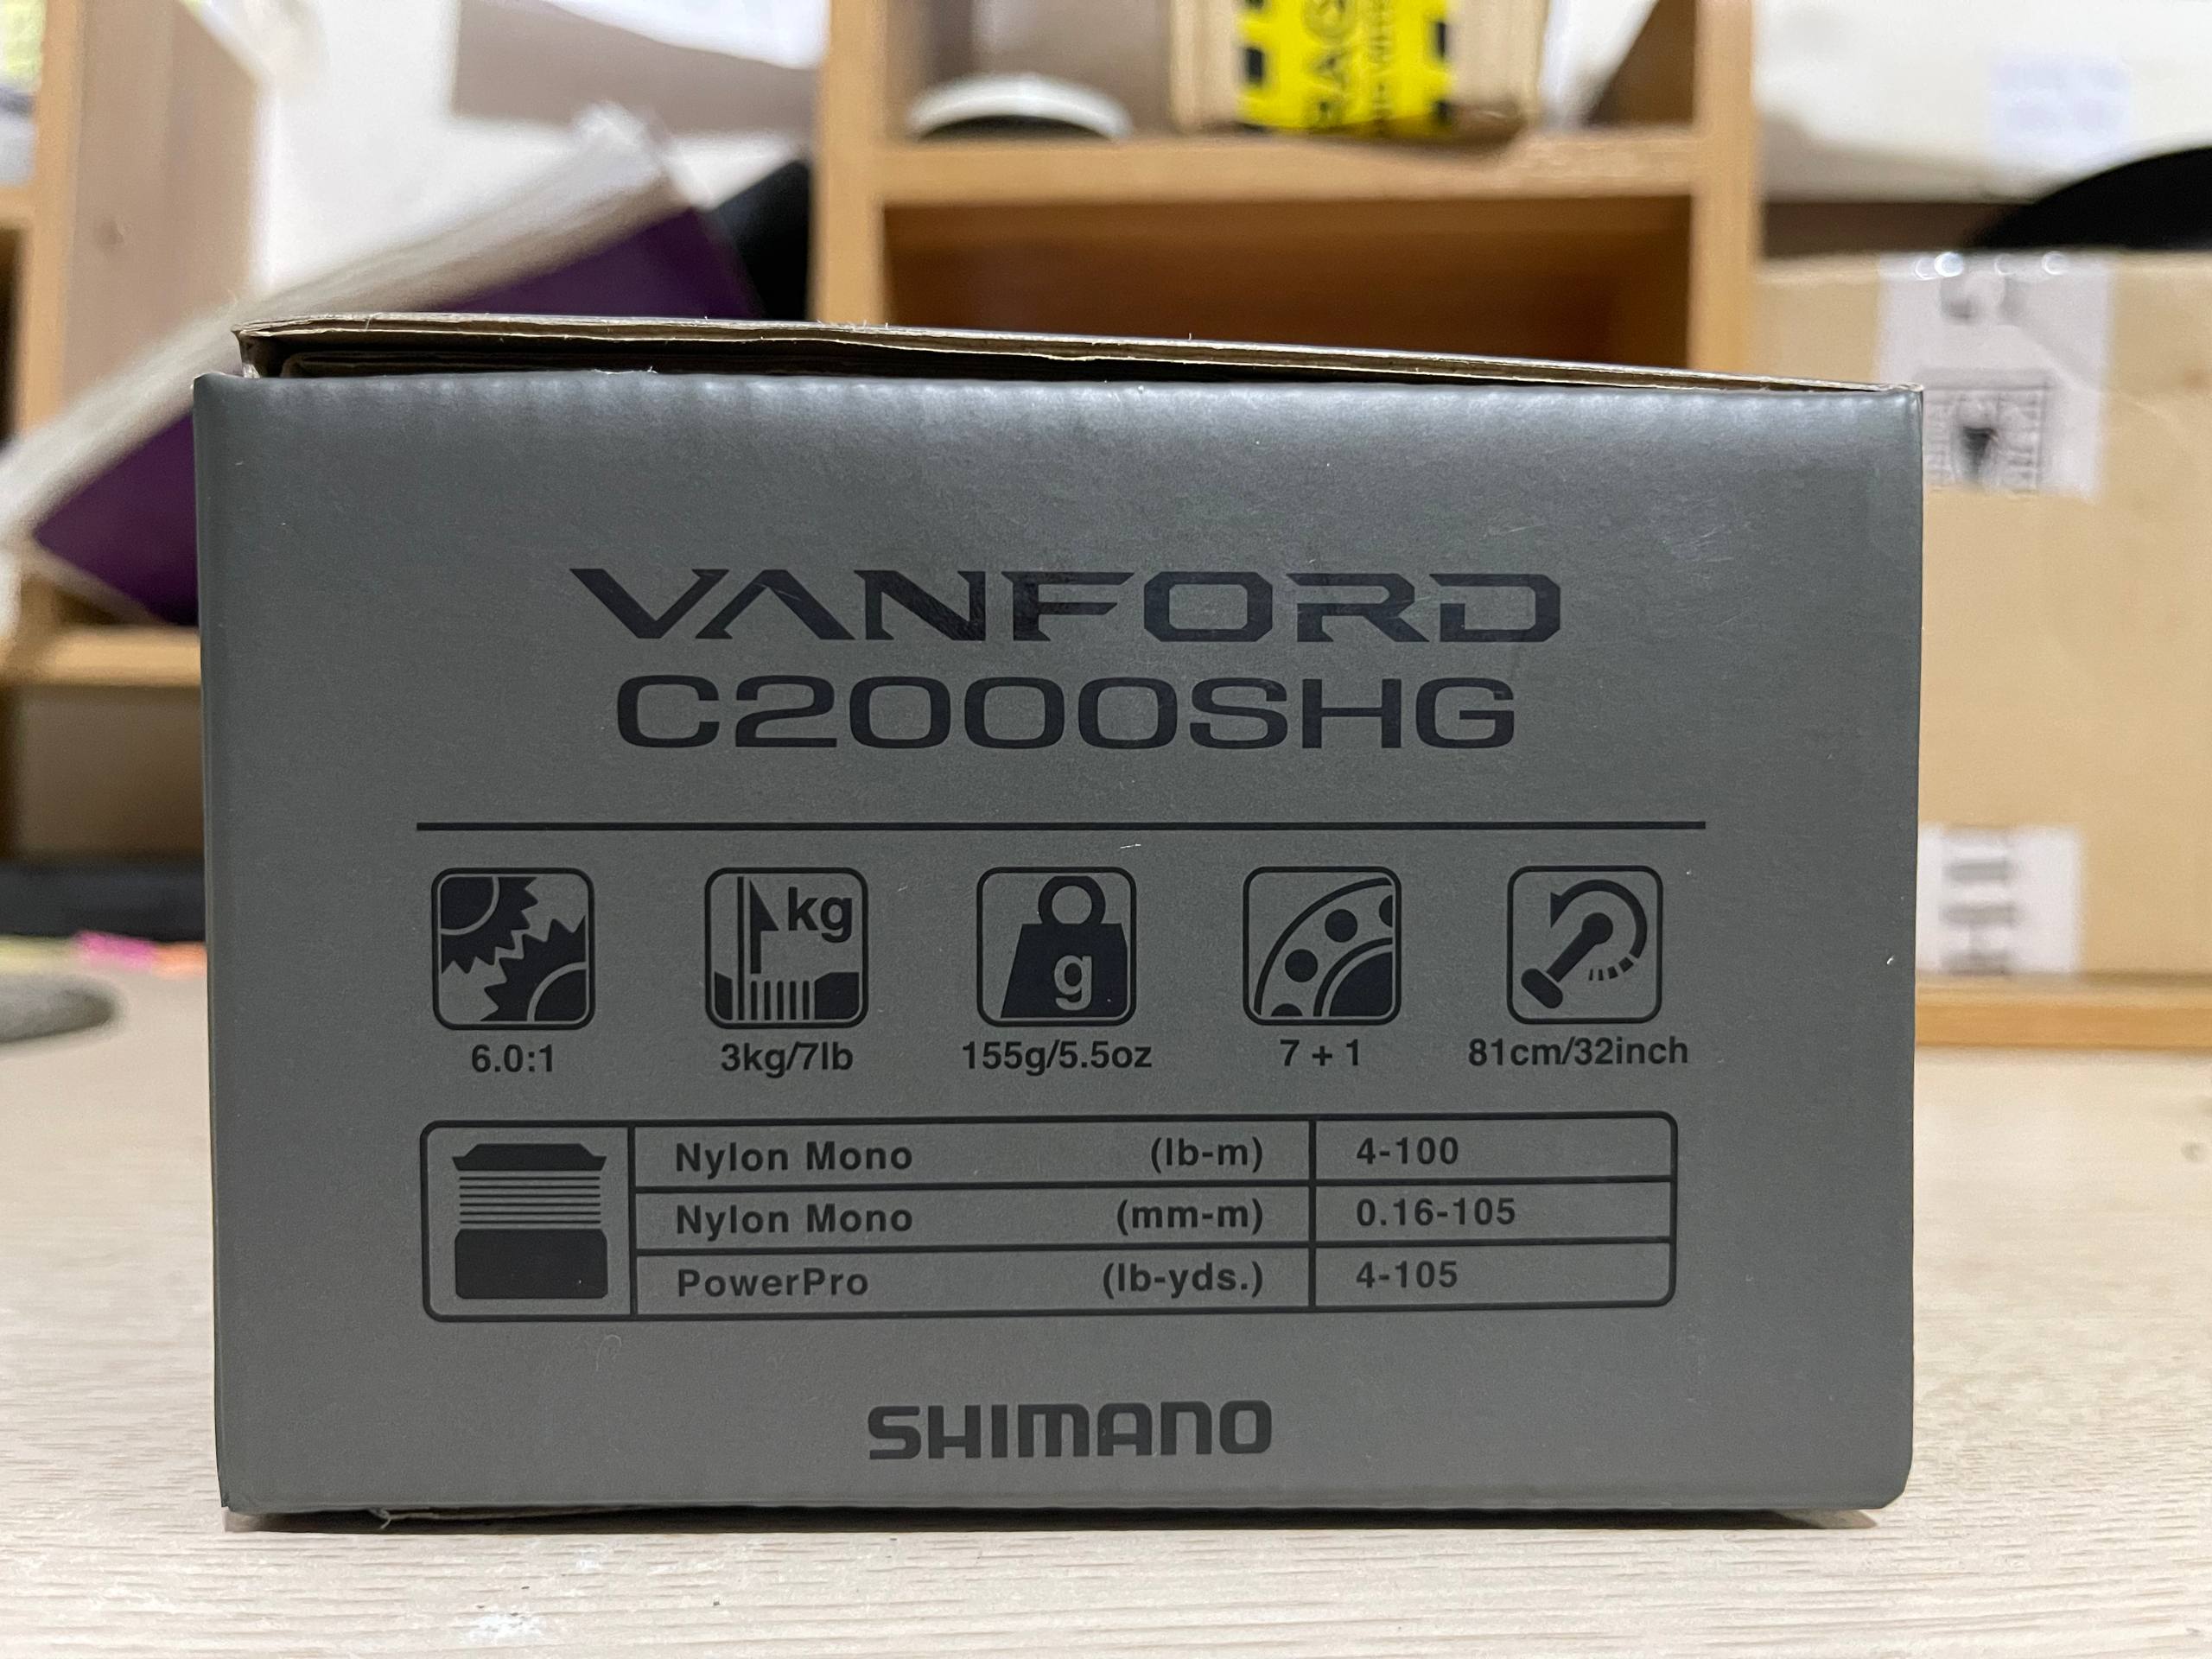 VANFORD
C2000SHG
kg
g
6.0:1 3kg/7lb 155g/5.5oz 7 + 1 81cm/32inch
Nylon Mono (lb-m) 4-100
Nylon Mono (mm-m) 0.16-105
PowerPro (lb-yds.) 4-105
SHIMANO